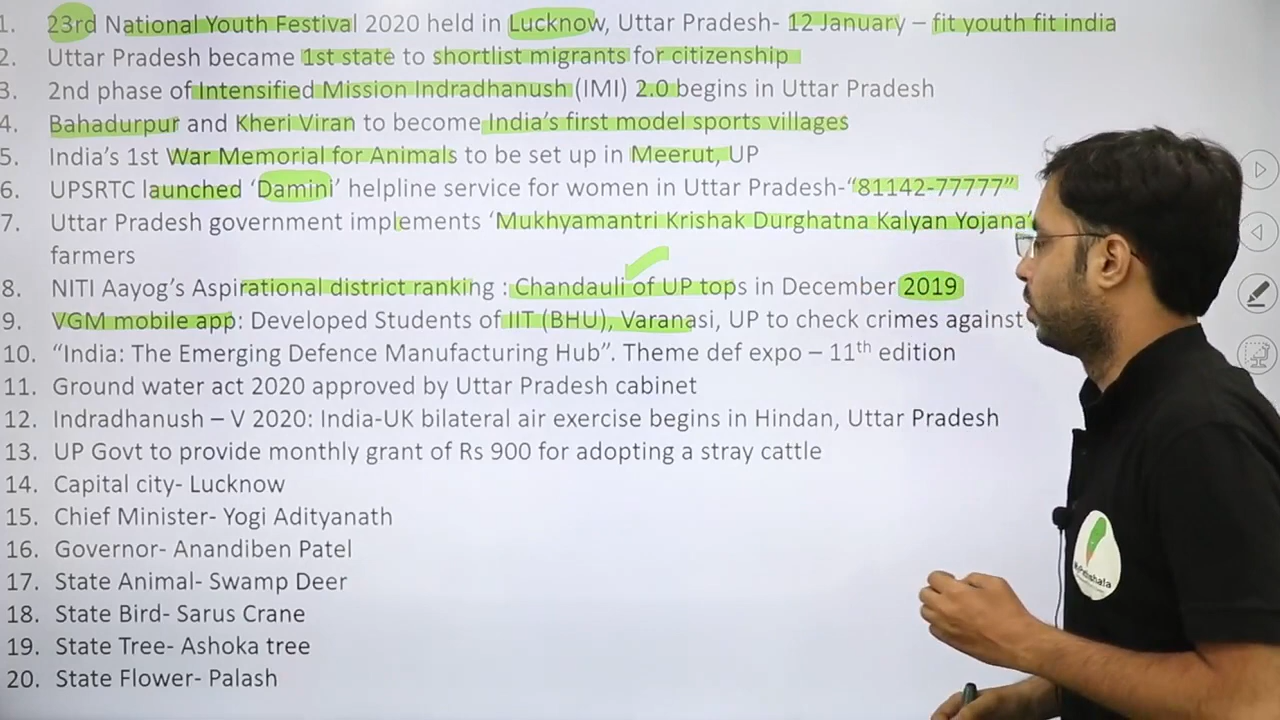 1. 23rd National Youth Festival 2020 held in Lucknow, Uttar Pradesh- 12 January – fit youth fit india
2. Uttar Pradesh became 1st state to shortlist migrants for citizenship
3. 2nd phase of Intensified Mission Indradhanush (IMI) 2.0 begins in Uttar Pradesh
4. Bahadurpur and Kheri Viran to become India’s first model sports villages
5. India’s 1st War Memorial for Animals to be set up in Meerut, UP
6. UPSRTC launched ‘Damini’ helpline service for women in Uttar Pradesh-“81142-77777”
7. Uttar Pradesh government implements ‘Mukhyamantri Krishak Durghatna Kalyan Yojana’
farmers
8. NITI Aayog’s Aspirational district ranking : Chandauli of UP tops in December 2019
9. VGM mobile app: Developed Students of IIT (BHU), Varanasi, UP to check crimes against
10. “India: The Emerging Defence Manufacturing Hub”. Theme def expo – 11th edition
11. Ground water act 2020 approved by Uttar Pradesh cabinet
12. Indradhanush – V 2020: India-UK bilateral air exercise begins in Hindan, Uttar Pradesh
13. UP Govt to provide monthly grant of Rs 900 for adopting a stray cattle
14. Capital city- Lucknow
15. Chief Minister- Yogi Adityanath
16. Governor- Anandiben Patel
17. State Animal- Swamp Deer
18. State Bird- Sarus Crane
19. State Tree- Ashoka tree
20. State Flower- Palash